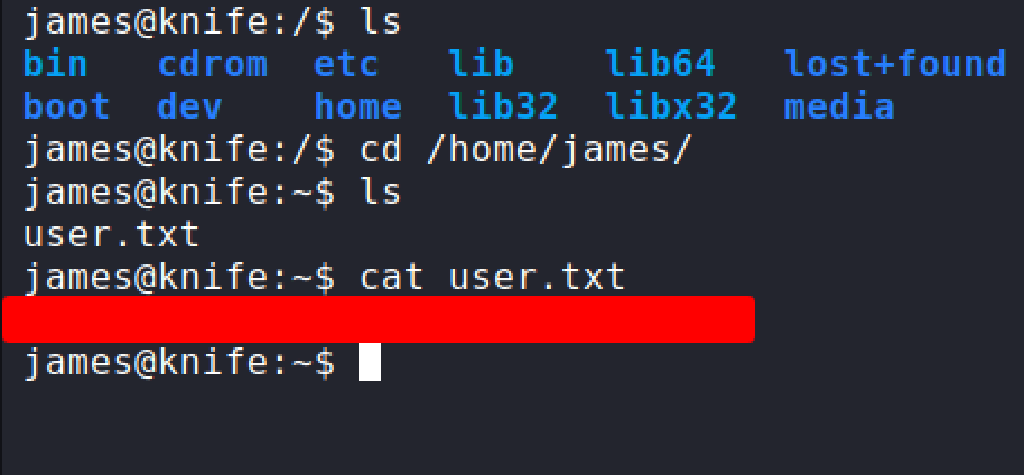 james@knife:/$ ls
bin cdrom etc lib lib64 lost+found
boot dev home lib32 libx32 media
james@knife:/$ cd /home/james/
james@knife:~$ ls
user.txt
james@knife:~$ cat user.txt
james@knife:~$